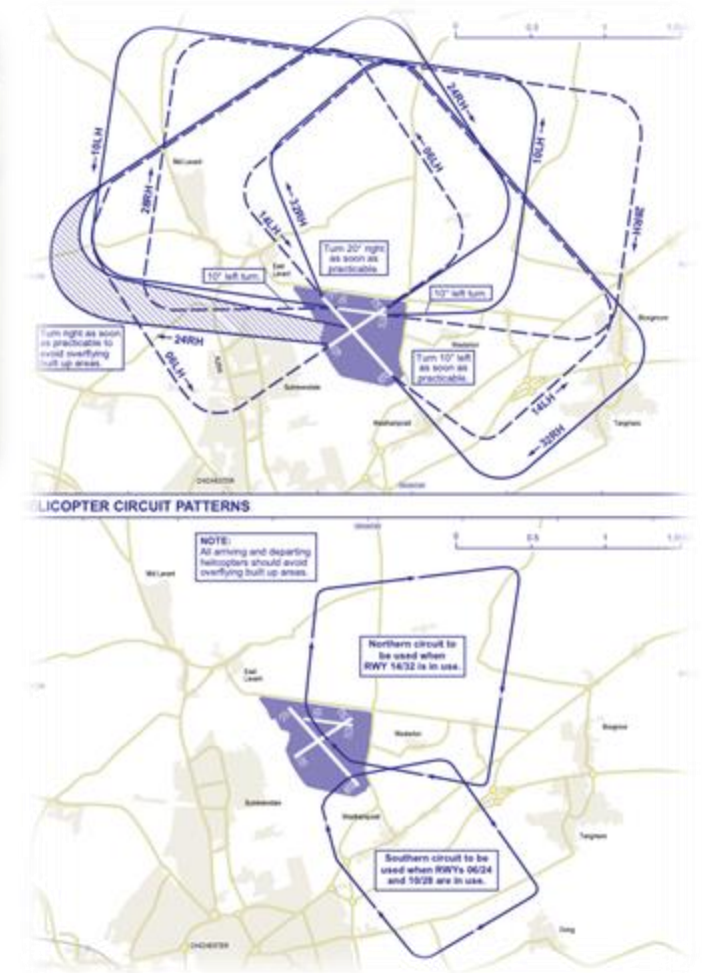 0
0.5
1
24RH
10LH
06LH
10LH
28RH
32RH
14LH
28RH
Mid Lavant
East
Lavant
Turn 20° right
as soon as
practicable.
10° left turn.
10° left turn.
Turn right as soon
as practicable to
avoid overflying
built up areas.
24RH
06LH
Boxgrove
Westerton
Turn 10° left
as soon as
practicable.
Summersdale
14LH
32RH
Westhampnett
Tangmere
CHICHESTER
LICOPTER CIRCUIT PATTERNS
NOTE:
All arriving and departing
helicopters should avoid
overflying built up areas.
0
0.5
1
Mid Lavant
Northern circuit to
be used when
RWY 14/32 is in use.
East
Lavant
Boxgrove
Westerton
Summersdale
Westhampnett
Tangmere
Southern circuit to be
used when RWYs 06/24
and 10/28 are in use.
Oving
CHICHESTER